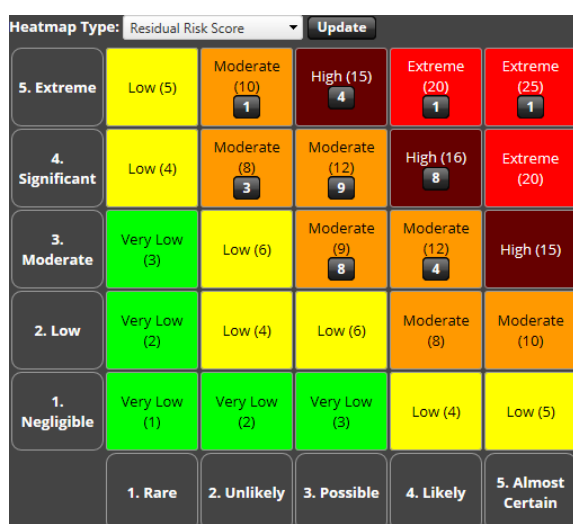 Heatmap Type: Residual Risk Score Update
5. Extreme
Low (5)
Moderate
(10)
1
High (15)
4
Extreme
(20)
1
Extreme
(25)
1
4.
Significant
Low (4)
Moderate
(8)
3
Moderate
(12)
9
High (16)
8
Extreme
(20)
3.
Moderate
Very Low
(3)
Low (6)
Moderate
(9)
8
Moderate
(12)
4
High (15)
2. Low
Very Low
(2)
Low (4)
Low (6)
Moderate
(8)
Moderate
(10)
1.
Negligible
Very Low
(1)
Very Low
(2)
Very Low
(3)
Low (4)
Low (5)
1. Rare
2. Unlikely
3. Possible
4. Likely
5. Almost
Certain